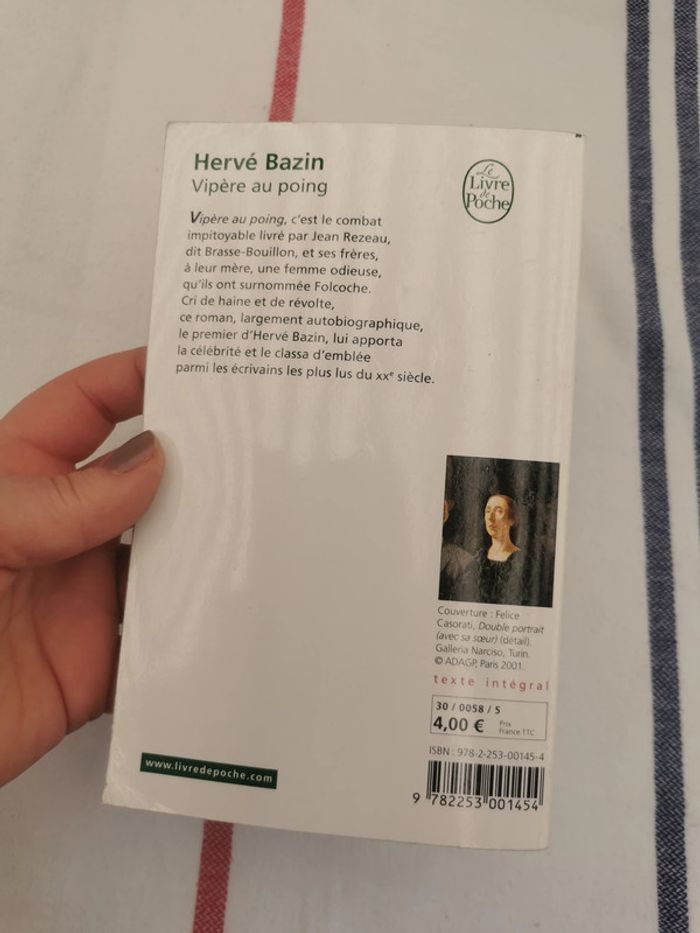 Hervé Bazin
Vipère au poing
Le
Livre
de
Poche
Vipère au poing, c'est le combat
impitoyable livré par Jean Rezeau,
dit Brasse-Bouillon, et ses frères,
à leur mère, une femme odieuse,
qu'ils ont surnommée Folcoche.
Cri de haine et de révolte,
ce roman, largement autobiographique,
le premier d'Hervé Bazin, lui apporta
la célébrité et le classa d'emblée
parmi les écrivains les plus lus du XXe siècle.
Couverture : Felice
Casorati, Double portrait
(avec sa sœur) (détail).
Galleria Narciso, Turin.
© ADAGP, Paris 2001.
texte intégral
30 / 0058 / 5
4,00 € Prix
France TTC
ISBN : 978-2-253-00145-4
9 782253 001454
www.livredepoche.com